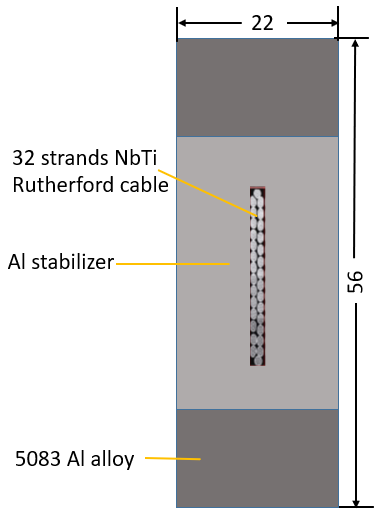 22
32 strands NbTi
Rutherford cable
Al stabilizer
56
5083 Al alloy